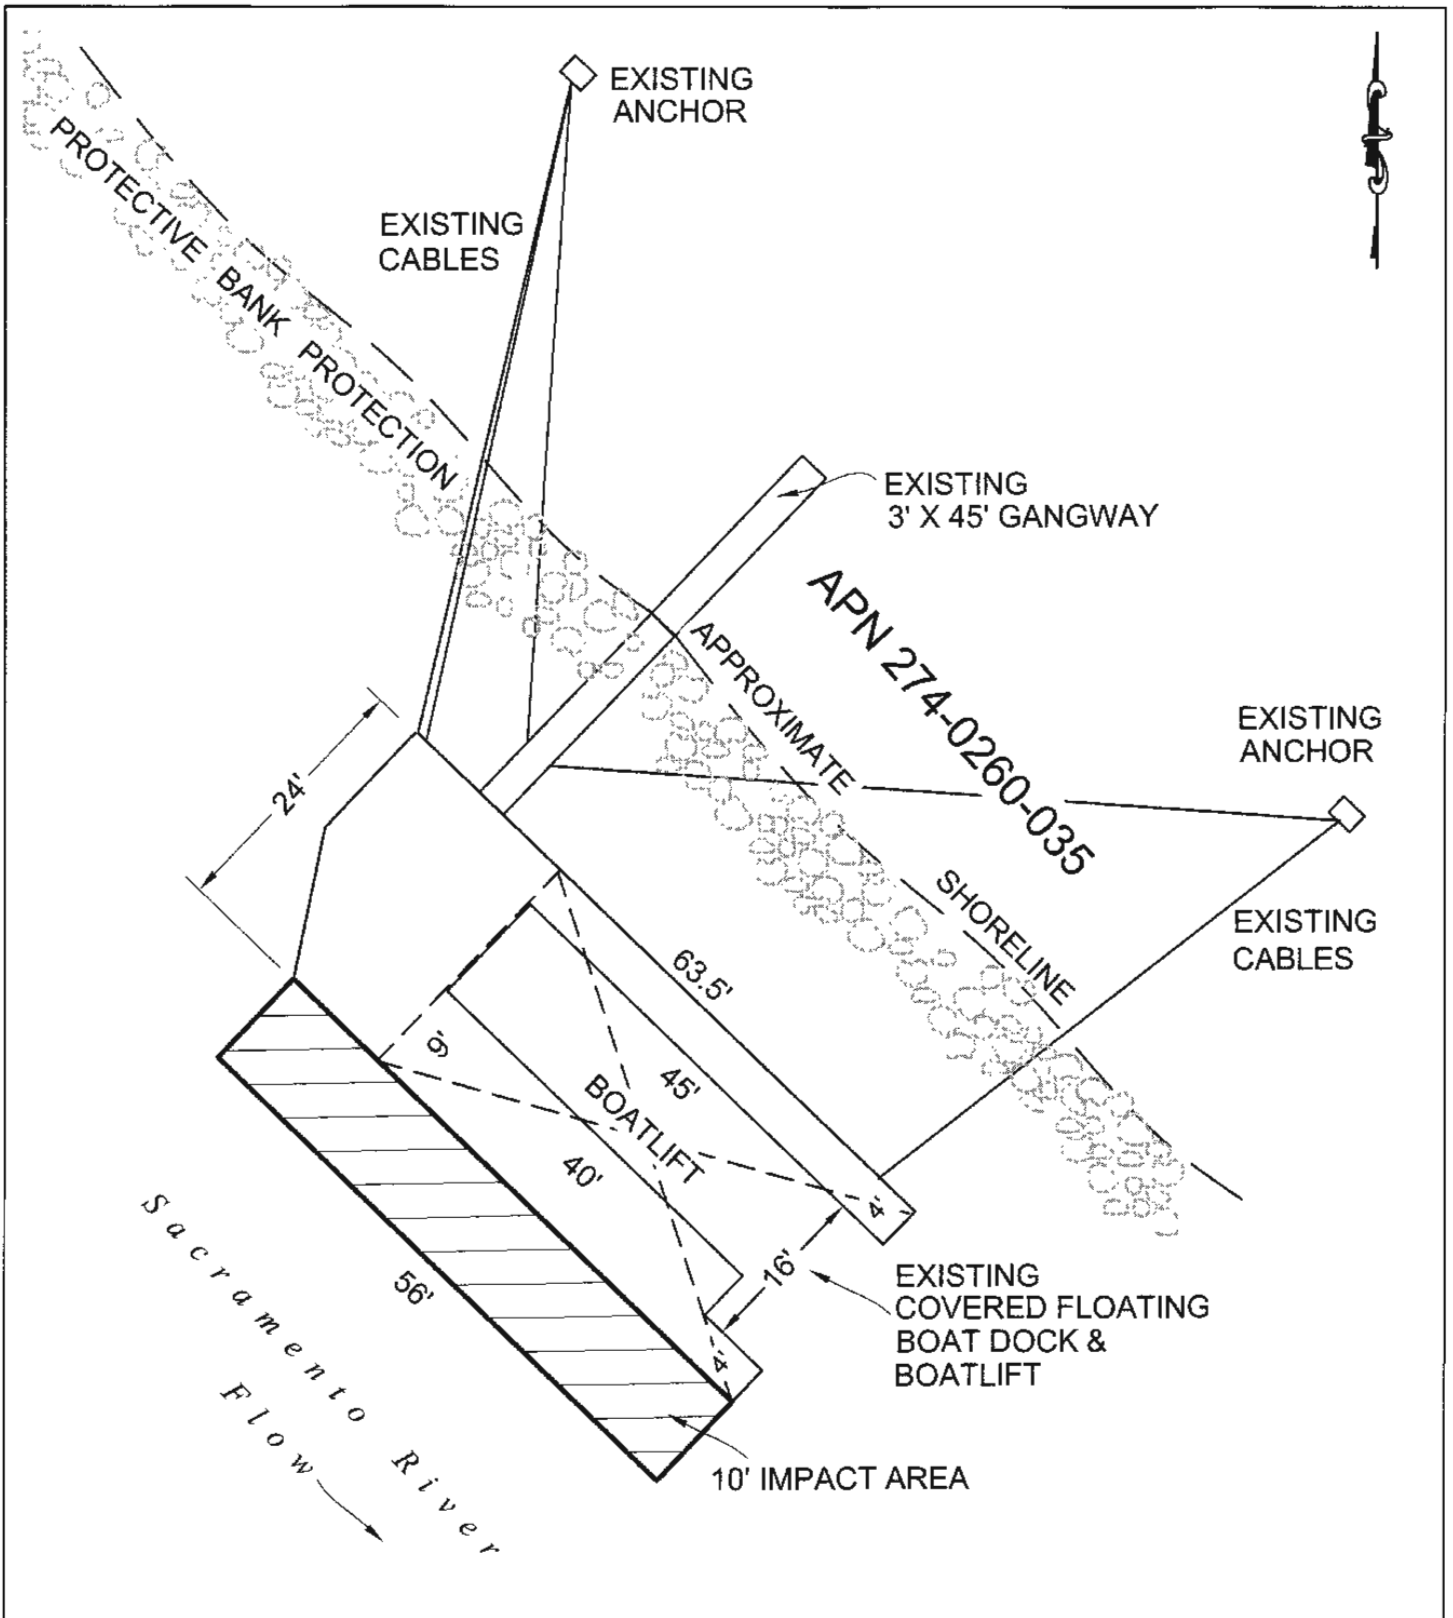 EXISTING
ANCHOR
EXISTING
CABLES
PROTECTIVE BANK PROTECTION
EXISTING
3' X 45' GANGWAY
APN 274-0260-035
APPROXIMATE SHORELINE
EXISTING
ANCHOR
EXISTING
CABLES
24'
63.5'
9'
45'
BOATLIFT
40'
4'
16'
4'
56'
EXISTING
COVERED FLOATING
BOAT DOCK &
BOATLIFT
10' IMPACT AREA
Sacramento River
Flow